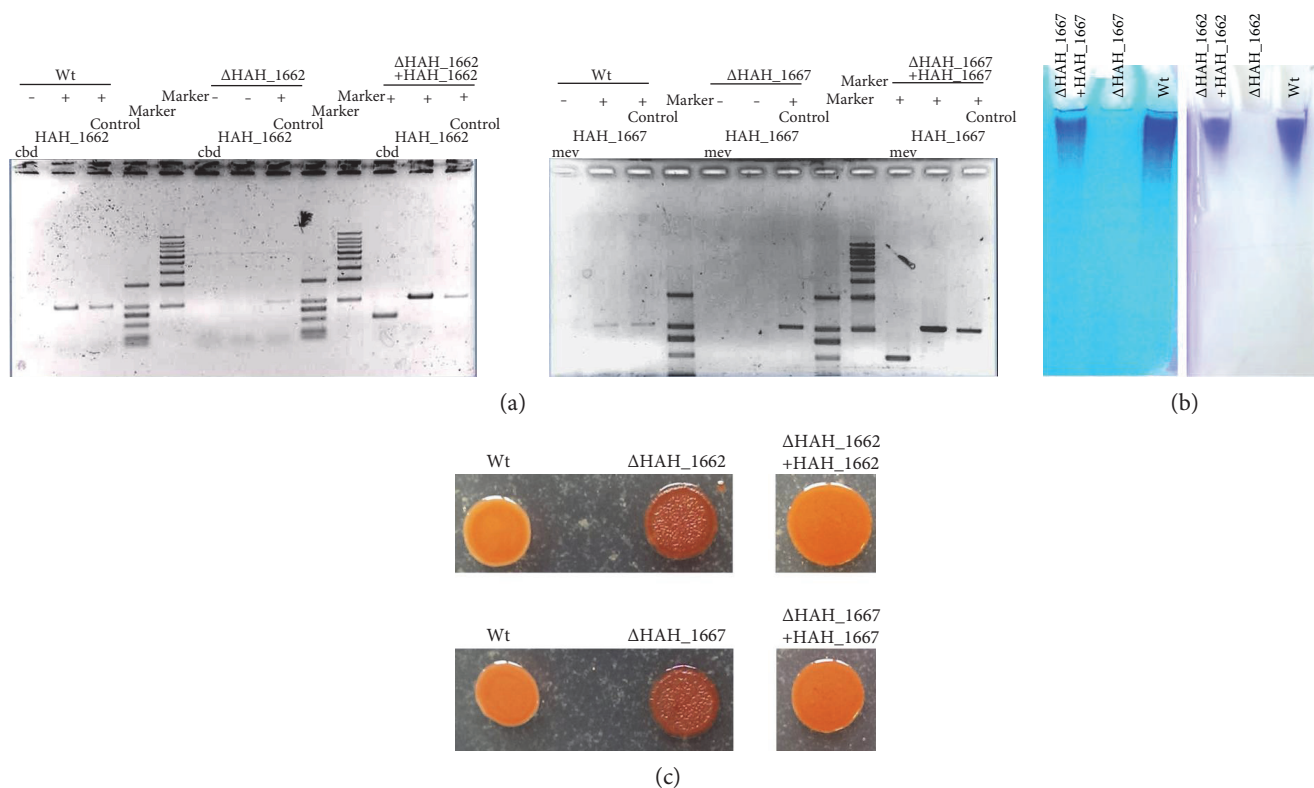 Wt
ΔHAH_1662
ΔHAH_1662
+HAH_1662
- + +
Marker
- - +
Marker
+ + +
Control
Marker
Control
Marker
Control
HAH_1662
HAH_1662
HAH_1662
cbd
cbd
cbd
Wt
ΔHAH_1667
ΔHAH_1667
+HAH_1667
Marker
- + +
Marker
- - +
Marker
+ + +
Control
Control
Control
HAH_1667
HAH_1667
HAH_1667
mev
mev
mev
(a)
ΔHAH_1667
+HAH_1667
ΔHAH_1667
Wt
ΔHAH_1662
+HAH_1662
ΔHAH_1662
Wt
(b)
Wt
ΔHAH_1662
ΔHAH_1662
+HAH_1662
Wt
ΔHAH_1667
ΔHAH_1667
+HAH_1667
(c)